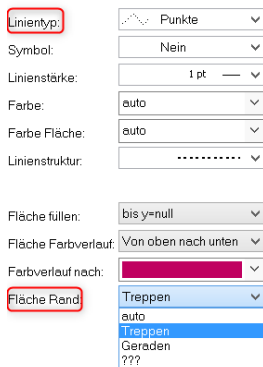 Linientyp: Punkte
Symbol: Nein
Linienstärke: 1 pt
Farbe: auto
Farbe Fläche: auto
Linienstruktur:
Fläche füllen: bis y=null
Fläche Farbverlauf: Von oben nach unten
Farbverlauf nach:
Fläche Rand: Treppen
auto
Treppen
Geraden
???